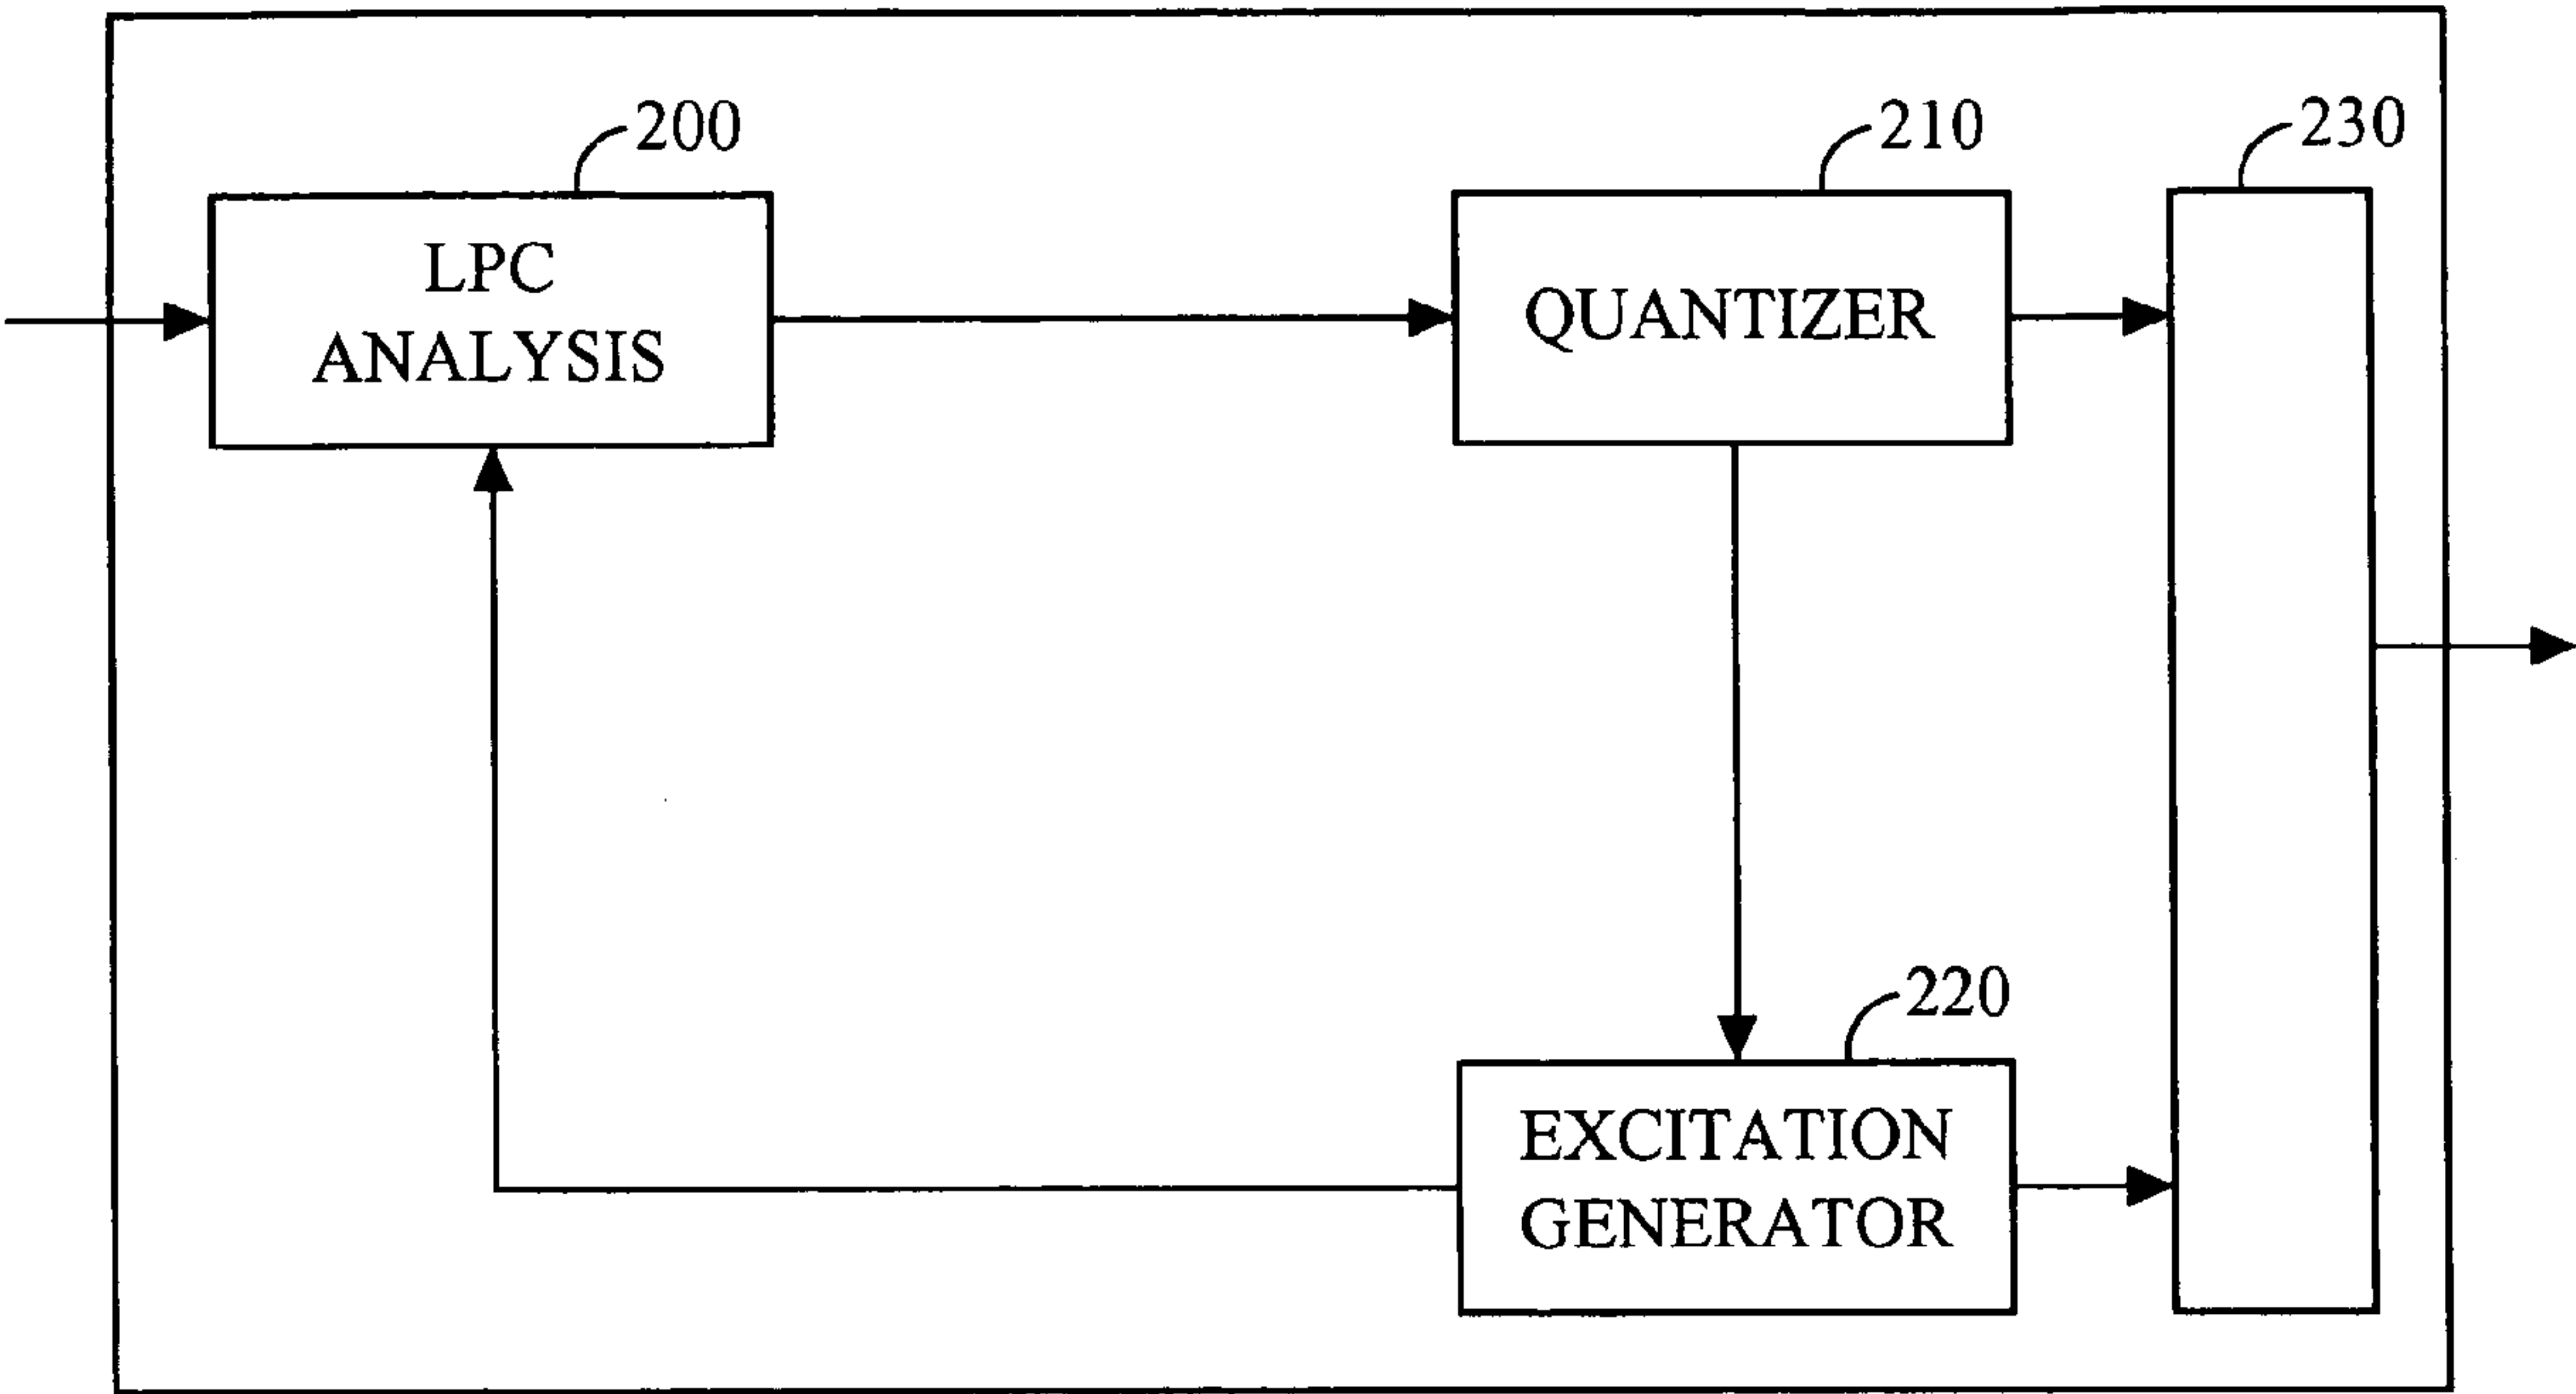 200
210
230
LPC
ANALYSIS
QUANTIZER
220
EXCITATION
GENERATOR